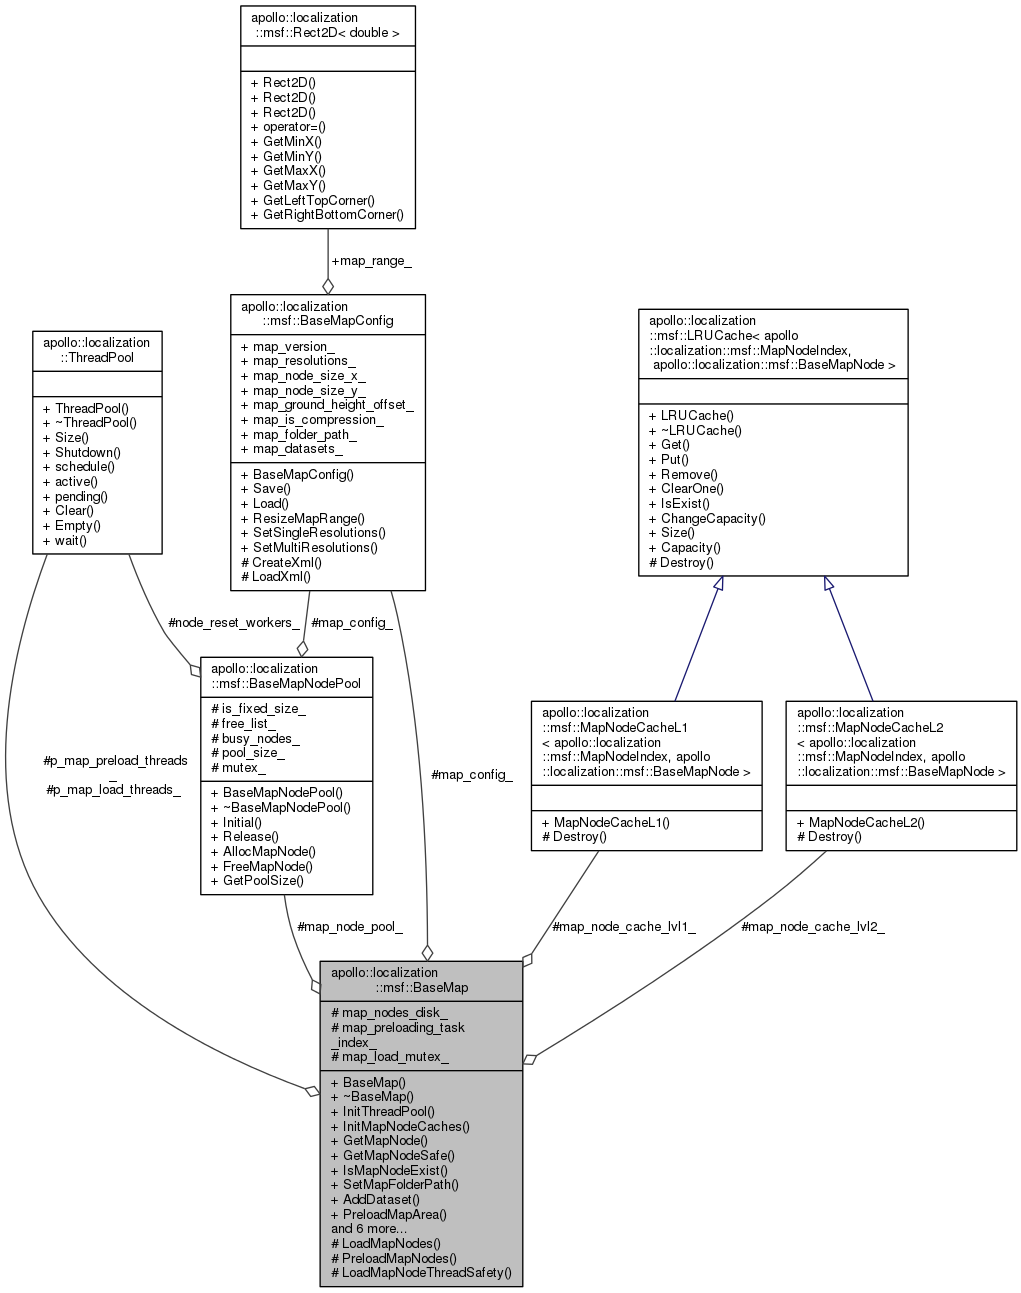 apollo::localization
::msf::Rect2D< double >
+ Rect2D()
+ Rect2D()
+ Rect2D()
+ operator=()
+ GetMinX()
+ GetMinY()
+ GetMaxX()
+ GetMaxY()
+ GetLeftTopCorner()
+ GetRightBottomCorner()
+map_range_
apollo::localization
::msf::BaseMapConfig
+ map_version_
+ map_resolutions_
+ map_node_size_x_
+ map_node_size_y_
+ map_ground_height_offset_
+ map_is_compression_
+ map_folder_path_
+ map_datasets_
+ BaseMapConfig()
+ Save()
+ Load()
+ ResizeMapRange()
+ SetSingleResolutions()
+ SetMultiResolutions()
# CreateXml()
# LoadXml()
apollo::localization
::msf::LRUCache< apollo
::localization::msf::MapNodeIndex,
apollo::localization::msf::BaseMapNode >
+ LRUCache()
+ ~LRUCache()
+ Get()
+ Put()
+ Remove()
+ ClearOne()
+ IsExist()
+ ChangeCapacity()
+ Size()
+ Capacity()
# Destroy()
apollo::localization
::ThreadPool
+ ThreadPool()
+ ~ThreadPool()
+ Size()
+ Shutdown()
+ schedule()
+ active()
+ pending()
+ Clear()
+ Empty()
+ wait()
#node_reset_workers_
#map_config_
apollo::localization
::msf::BaseMapNodePool
# is_fixed_size_
# free_list_
# busy_nodes_
# pool_size_
# mutex_
+ BaseMapNodePool()
+ ~BaseMapNodePool()
+ Initial()
+ Release()
+ AllocMapNode()
+ FreeMapNode()
+ GetPoolSize()
#p_map_preload_threads
_
#p_map_load_threads_
#map_config_
apollo::localization
::msf::MapNodeCacheL1
< apollo::localization
::msf::MapNodeIndex, apollo
::localization::msf::BaseMapNode >
+ MapNodeCacheL1()
# Destroy()
apollo::localization
::msf::MapNodeCacheL2
< apollo::localization
::msf::MapNodeIndex, apollo
::localization::msf::BaseMapNode >
+ MapNodeCacheL2()
# Destroy()
#map_node_pool_
#map_node_cache_lvl1_
#map_node_cache_lvl2_
apollo::localization
::msf::BaseMap
# map_nodes_disk_
# map_preloading_task
_index_
# map_load_mutex_
+ BaseMap()
+ ~BaseMap()
+ InitThreadPool()
+ InitMapNodeCaches()
+ GetMapNode()
+ GetMapNodeSafe()
+ IsMapNodeExist()
+ SetMapFolderPath()
+ AddDataset()
+ PreloadMapArea()
and 6 more...
# LoadMapNodes()
# PreloadMapNodes()
# LoadMapNodeThreadSafety()